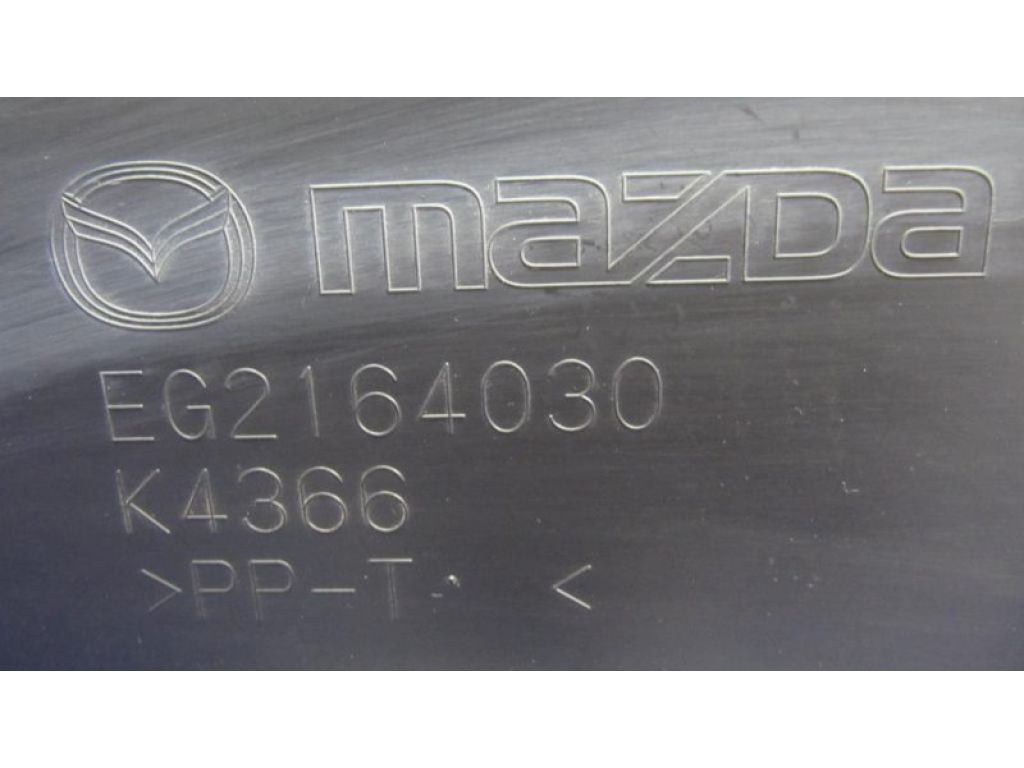 mazda
EG2164030
K4366
>PP-T. <